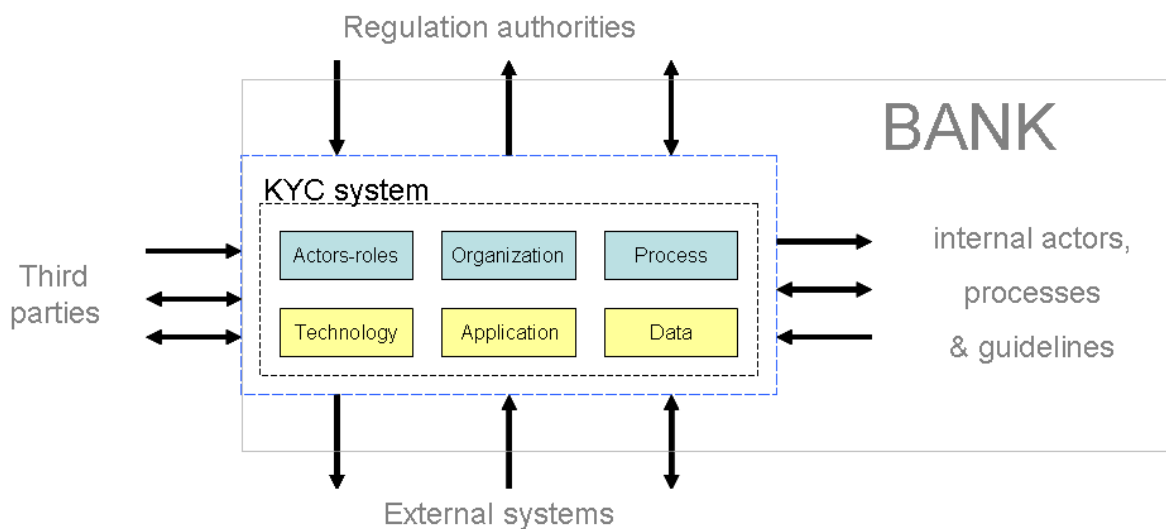 Regulation authorities
BANK
KYC system
Actors-roles
Organization
Process
Technology
Application
Data
Third
parties
internal actors,
processes
& guidelines
External systems